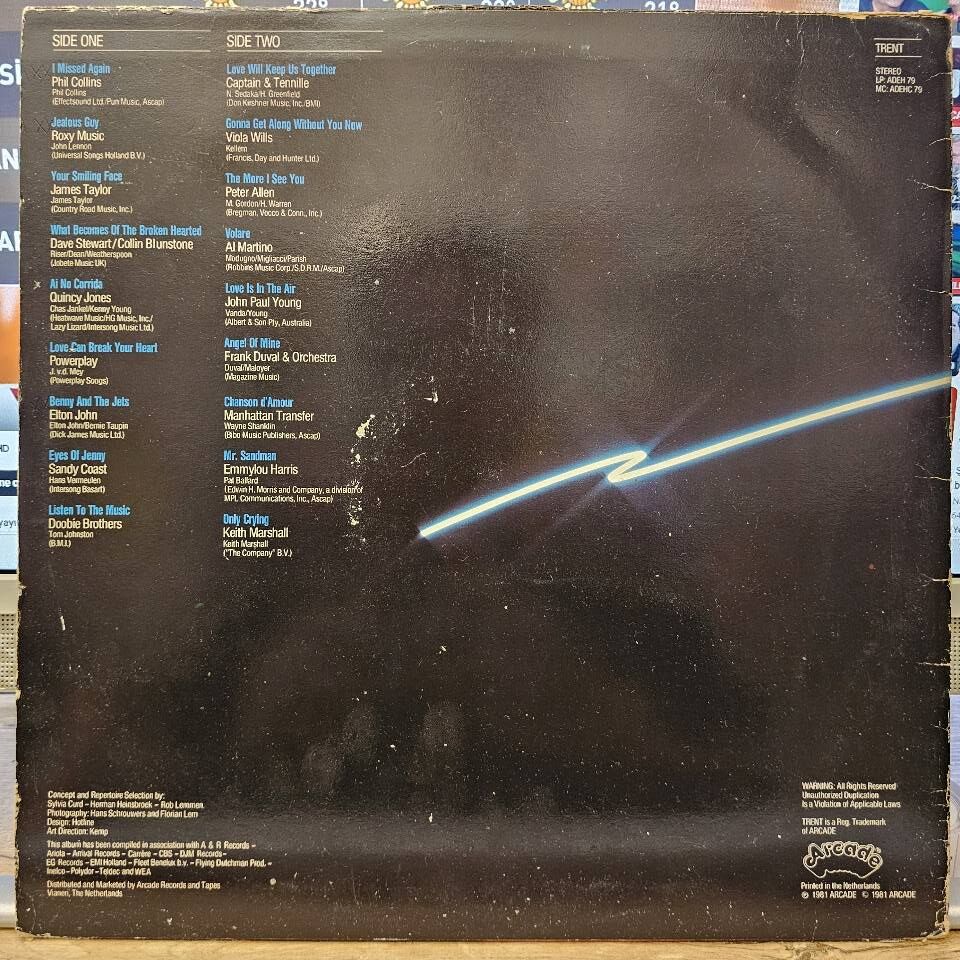 SIDE ONE
I Missed Again
Phil Collins
Phil Collins
(Effectsound Ltd./Pun Music, Ascap)
Jealous Guy
Roxy Music
John Lennon
(Universal Songs Holland B.V.)
Your Smiling Face
James Taylor
James Taylor
(Country Road Music, Inc.)
What Becomes Of The Broken Hearted
Dave Stewart/Collin Blunstone
Riser/Dean/Weatherspoon
(Jobete Music UK)
Ai No Corrida
Quincy Jones
Chas Jankel/Kenny Young
(Heatwave Music/HG Music, Inc./
Lazy Lizard/Intersong Music Ltd.)
Love Can Break Your Heart
Powerplay
J. v.d. Mey
(Powerplay Songs)
Benny And The Jets
Elton John
Elton John/Bernie Taupin
(Dick James Music Ltd.)
Eyes Of Jenny
Sandy Coast
Hans Vermeulen
(Intersong Basart)
Listen To The Music
Doobie Brothers
Tom Johnston
(B.M.I.)
SIDE TWO
Love Will Keep Us Together
Captain & Tennille
N. Sedaka/H. Greenfield
(Don Kirshner Music, Inc./BMI)
Gonna Get Along Without You Now
Viola Wills
Kellem
(Francis, Day and Hunter Ltd.)
The More I See You
Peter Allen
M. Gordon/H. Warren
(Bregman, Vocco & Conn., Inc.)
Volare
Al Martino
Modugno/Migliacci/Parish
(Robbins Music Corp./S.D.R.M./Ascap)
Love Is In The Air
John Paul Young
Vanda/Young
(Albert & Son Ply, Australia)
Angel Of Mine
Frank Duval & Orchestra
Duval/Maloyer
(Magazine Music)
Chanson d'Amour
Manhattan Transfer
Wayne Shanklin
(Bibo Music Publishers, Ascap)
Mr. Sandman
Emmylou Harris
Pat Ballard
(Edwin H. Morris and Company, a division of
MPL Communications, Inc., Ascap)
Only Crying
Keith Marshall
Keith Marshall
("The Company" B.V.)
TRENT
STEREO
LP: ADEH 79
MC: ADEHC 79
Concept and Repertoire Selection by:
Sylvia Curd – Herman Heinsbroek – Rob Lemmen.
Photography: Hans Schrouwers and Florian Lem
Design: Hotline
Art Direction: Kemp
This album has been compiled in association with A & R Records –
Ariola – Arrival Records – Carrère – CBS – DJM Records –
EG Records – EMI Holland – Fleet Benelux b.v. – Flying Dutchman Prod. –
Inelco – Polydor – Teldec and WEA
Distributed and Marketed by Arcade Records and Tapes
Vianen, The Netherlands
WARNING: All Rights Reserved
Unauthorized Duplication
Is a Violation of Applicable Laws
TRENT is a Reg. Trademark
of ARCADE
Arcade
Printed in the Netherlands
℗ 1981 ARCADE © 1981 ARCADE